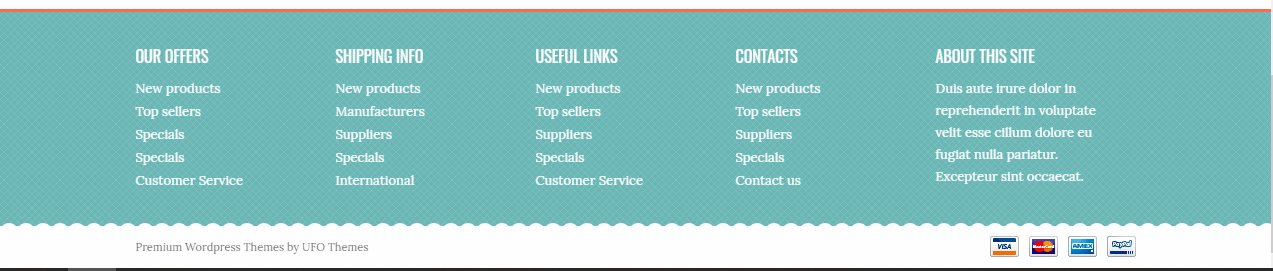 OUR OFFERS
New products
Top sellers
Specials
Specials
Customer Service
SHIPPING INFO
New products
Manufacturers
Suppliers
Specials
International
USEFUL LINKS
New products
Top sellers
Suppliers
Specials
Customer Service
CONTACTS
New products
Top sellers
Suppliers
Specials
Contact us
ABOUT THIS SITE
Duis aute irure dolor in
reprehenderit in voluptate
velit esse cillum dolore eu
fugiat nulla pariatur.
Excepteur sint occaecat.
Premium Wordpress Themes by UFO Themes
VISA
MasterCard
AMEX
PayPal